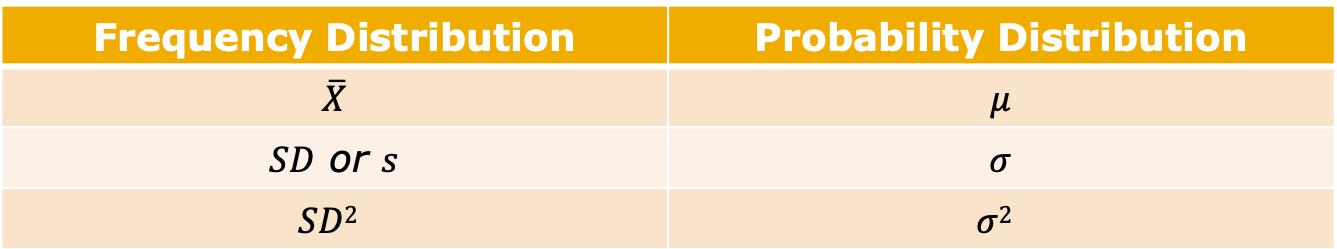 Frequency Distribution Probability Distribution
X̄ μ
SD or s σ
SD² σ²